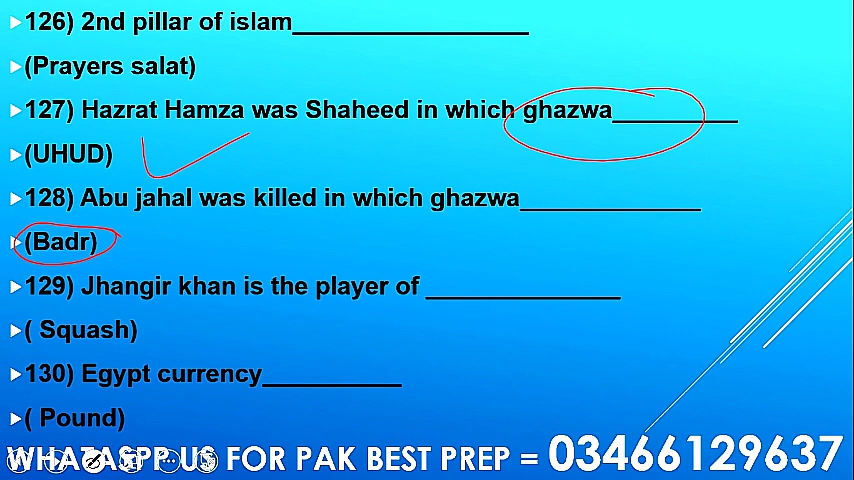 126) 2nd pillar of islam_________________
(Prayers salat)
127) Hazrat Hamza was Shaheed in which ghazwa_________
(UHUD)
128) Abu jahal was killed in which ghazwa_____________
(Badr)
129) Jhangir khan is the player of ______________
( Squash)
130) Egypt currency__________
( Pound)
WHATASPP US FOR PAK BEST PREP = 03466129637